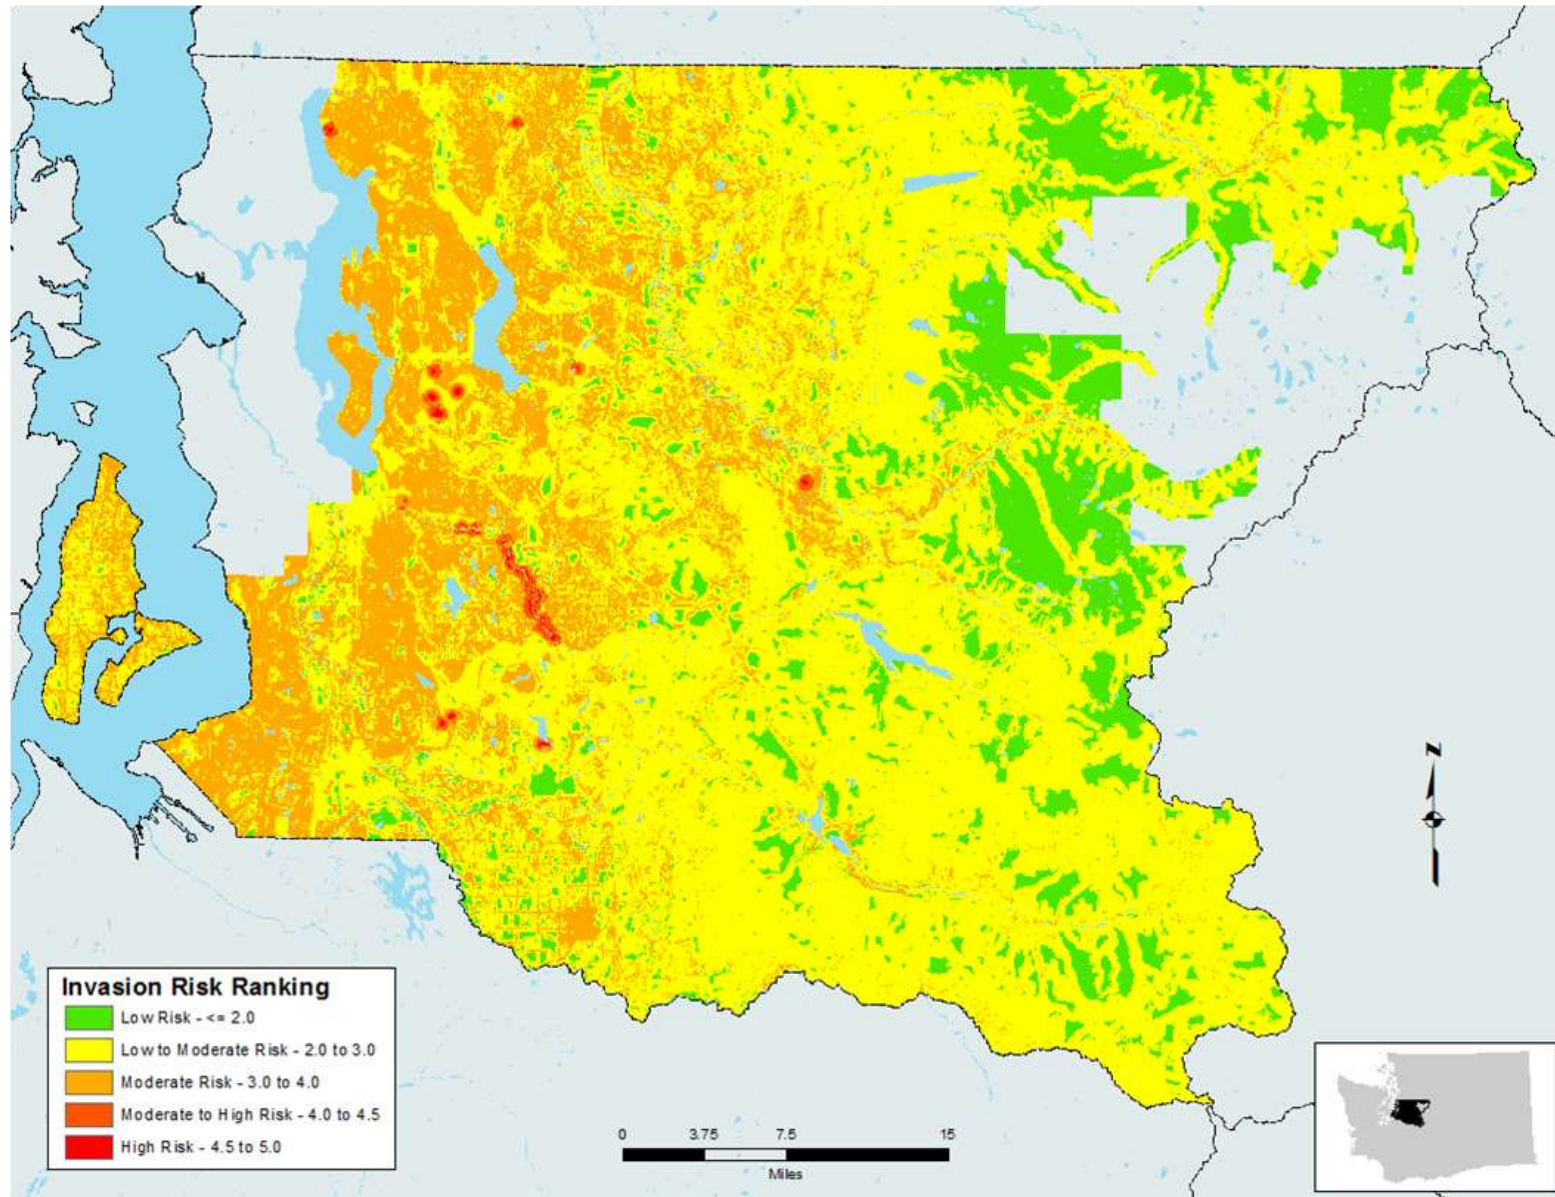 Invasion Risk Ranking
Low Risk - <= 2.0
Low to Moderate Risk - 2.0 to 3.0
Moderate Risk - 3.0 to 4.0
Moderate to High Risk - 4.0 to 4.5
High Risk - 4.5 to 5.0
0 3.75 7.5 15
Miles
N